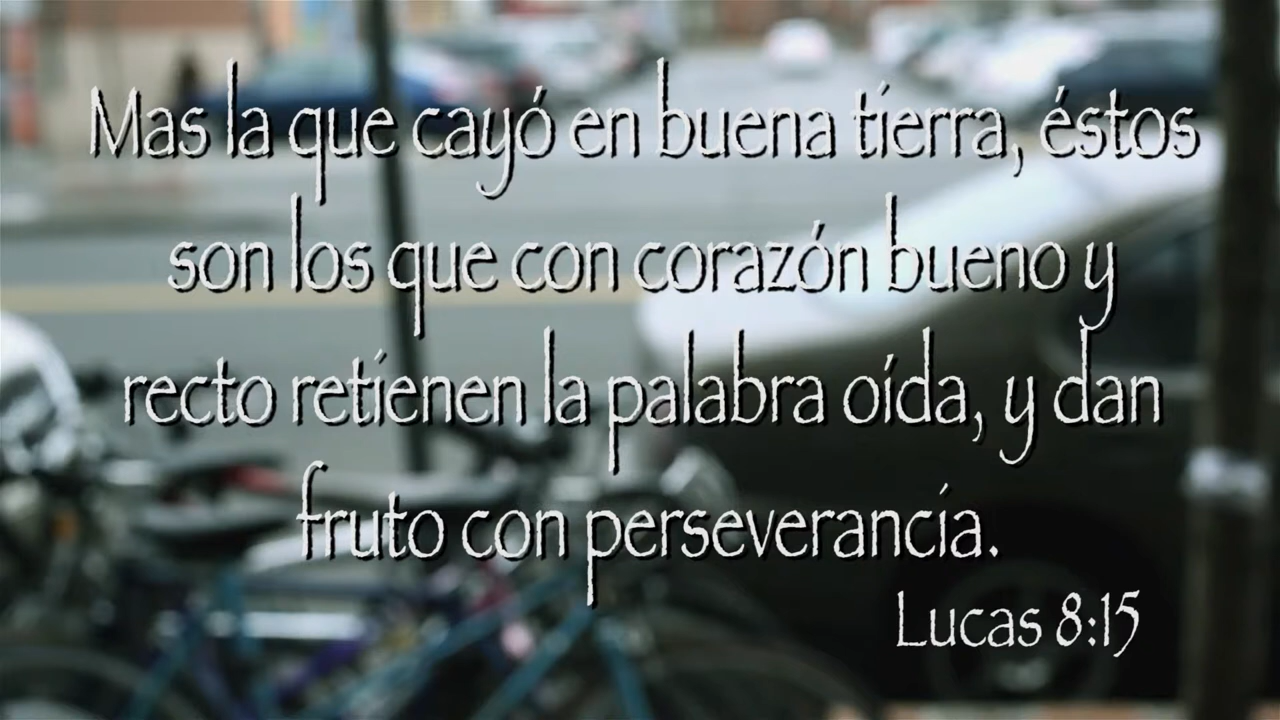 Mas la que cayó en buena tierra, éstos
son los que con corazón bueno y
recto retienen la palabra oída, y dan
fruto con perseverancia.
Lucas 8:15